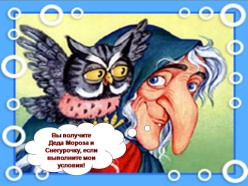 Вы получите
Деда Мороза и
Снегурочку, если
выполните мои
условия!